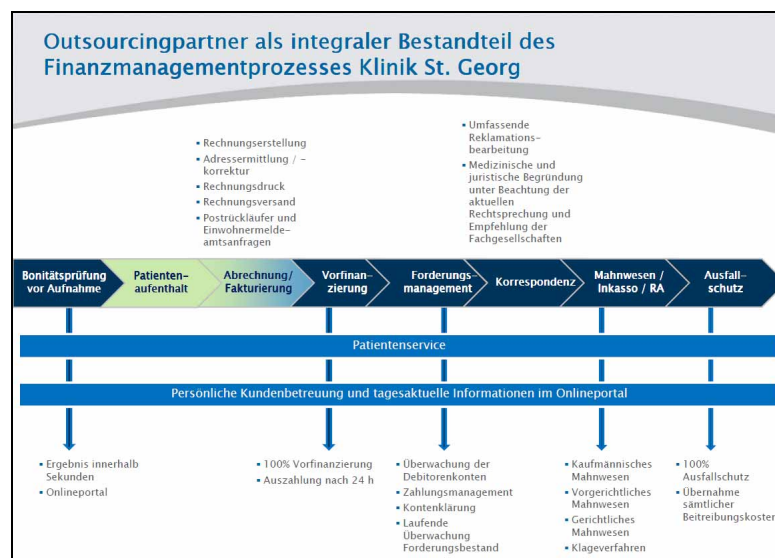 Outsourcingpartner als integraler Bestandteil des
Finanzmanagementprozesses Klinik St. Georg
▪ Rechnungserstellung
▪ Adressermittlung / -
korrektur
▪ Rechnungsdruck
▪ Rechnungsversand
▪ Postrückläufer und
Einwohnermelde-
amtsanfragen
▪ Umfassende
Reklamations-
bearbeitung
▪ Medizinische und
juristische Begründung
unter Beachtung der
aktuellen
Rechtsprechung und
Empfehlung der
Fachgesellschaften
Bonitätsprüfung
vor Aufnahme
Patienten-
aufenthalt
Abrechnung/
Fakturierung
Vorfinan-
zierung
Forderungs-
management
Korrespondenz
Mahnwesen /
Inkasso / RA
Ausfall-
schutz
Patientenservice
Persönliche Kundenbetreuung und tagesaktuelle Informationen im Onlineportal
▪ Ergebnis innerhalb
Sekunden
▪ Onlineportal
▪ 100% Vorfinanzierung
▪ Auszahlung nach 24 h
▪ Überwachung der
Debitorenkonten
▪ Zahlungsmanagement
▪ Kontenklärung
▪ Laufende
Überwachung
Forderungsbestand
▪ Kaufmännisches
Mahnwesen
▪ Vorgerichtliches
Mahnwesen
▪ Gerichtliches
Mahnwesen
▪ Klageverfahren
▪ 100%
Ausfallschutz
▪ Übernahme
sämtlicher
Beitreibungskosten